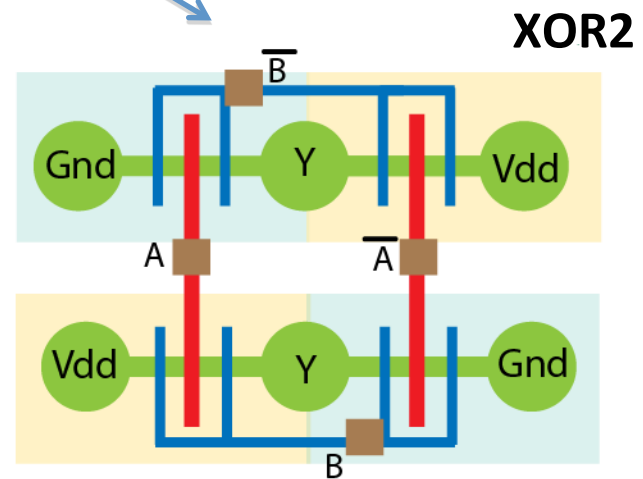 XOR2
B̅
Gnd Y Vdd
A A̅
Vdd Y Gnd
B